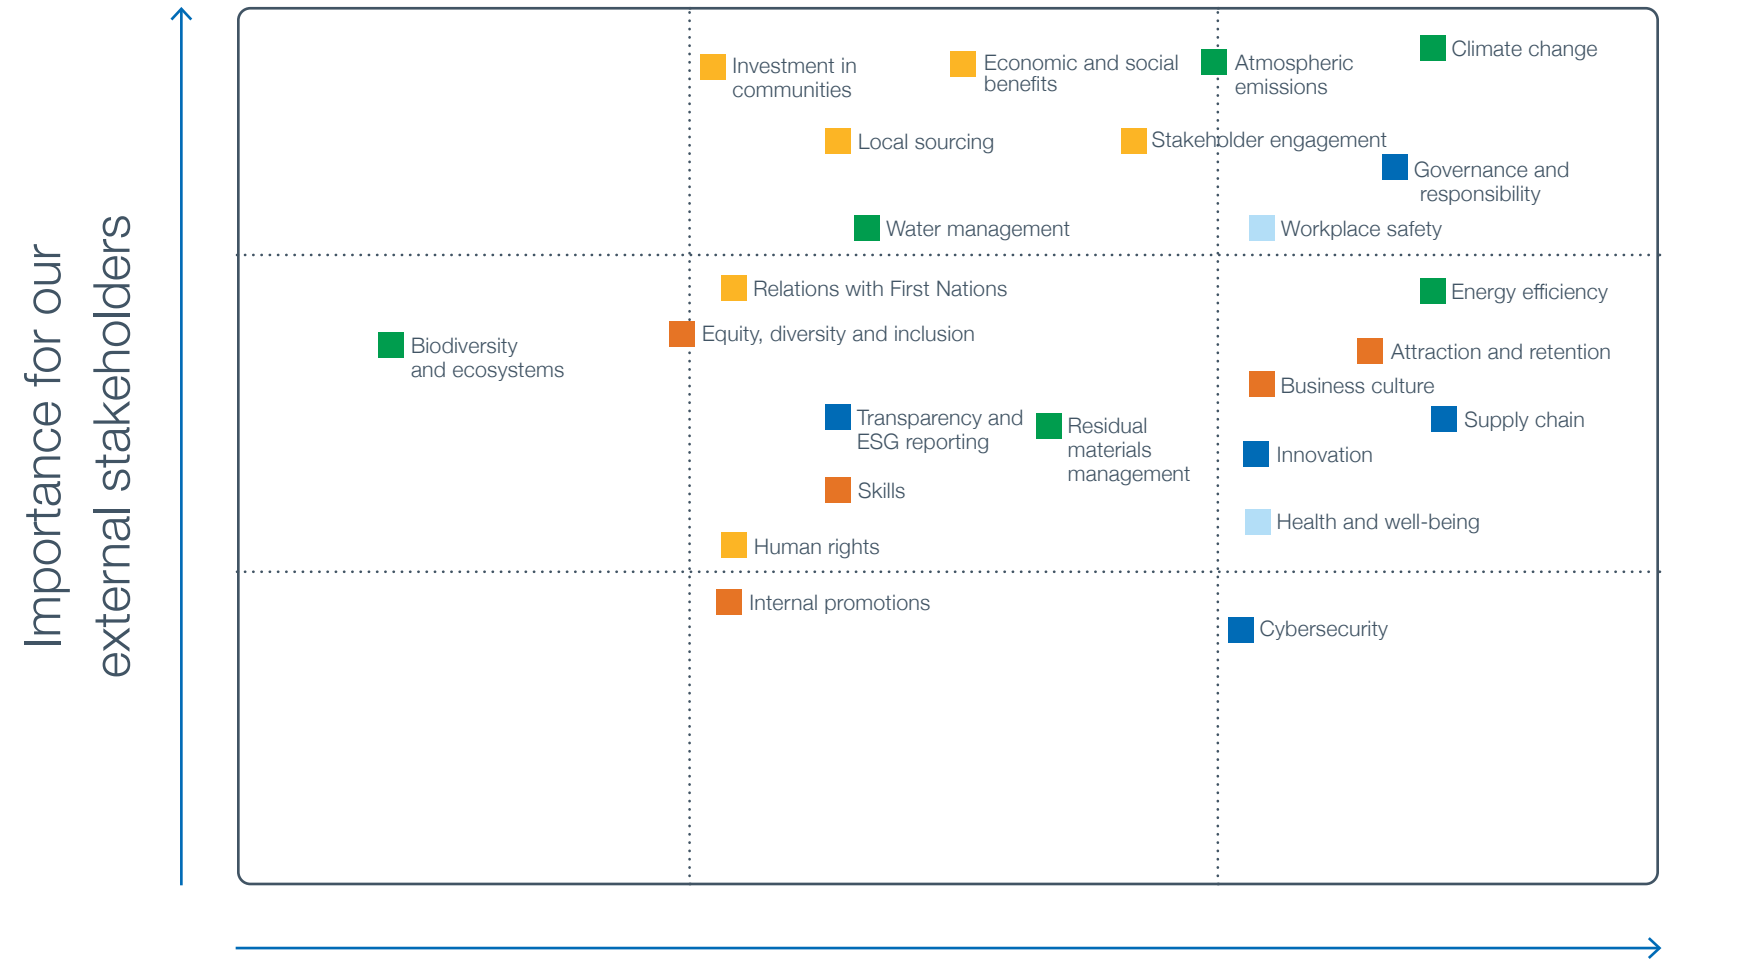 Importance for our
external stakeholders
Climate change
Investment in
communities
Economic and social
benefits
Atmospheric
emissions
Local sourcing
Stakeholder engagement
Governance and
responsibility
Water management
Workplace safety
Relations with First Nations
Energy efficiency
Equity, diversity and inclusion
Biodiversity
and ecosystems
Attraction and retention
Business culture
Transparency and
ESG reporting
Residual
materials
management
Supply chain
Innovation
Skills
Health and well-being
Human rights
Internal promotions
Cybersecurity